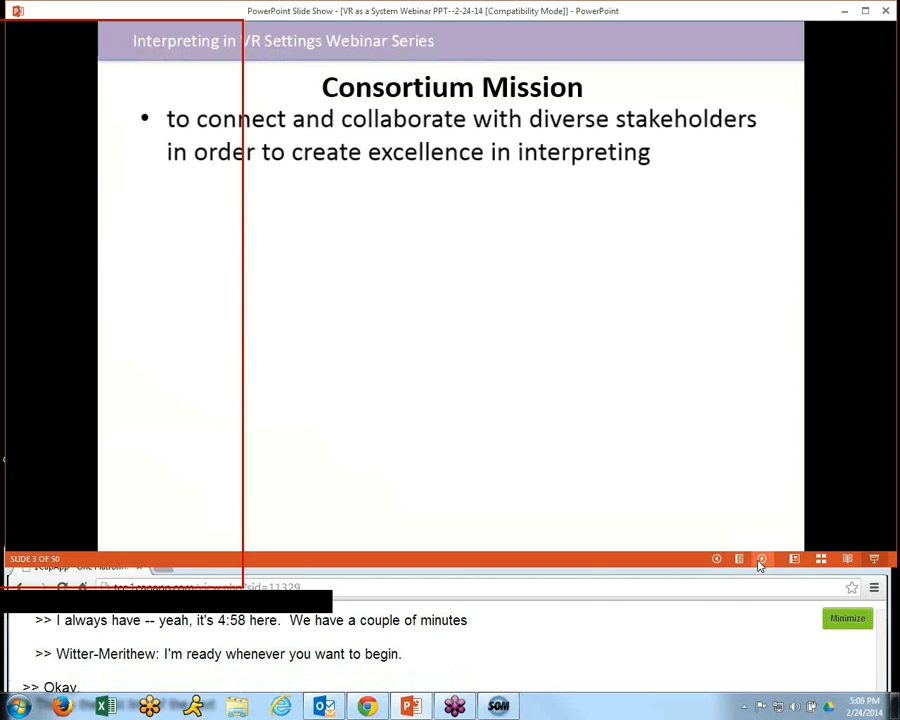 PowerPoint Slide Show - [VR as a System Webinar PPT--2-24-14 [Compatibility Mode]] - PowerPoint
Interpreting in VR Settings Webinar Series
Consortium Mission
• to connect and collaborate with diverse stakeholders
in order to create excellence in interpreting
SLIDE 3 OF 50
>> I always have -- yeah, it's 4:58 here. We have a couple of minutes
Minimize
>> Witter-Merithew: I'm ready whenever you want to begin.
>> Okay.
SOM
5:06 PM
2/24/2014